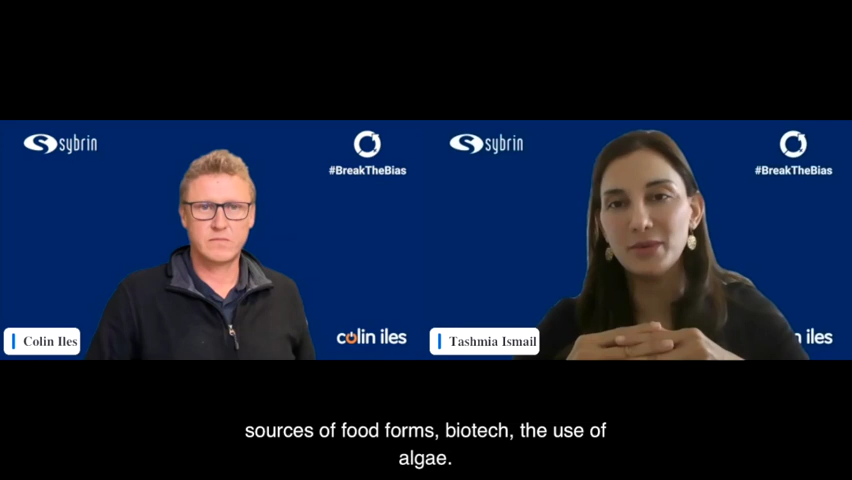 sybrin
#BreakTheBias
sybrin
#BreakTheBias
Colin Iles
colin iles
Tashmia Ismail
n iles
sources of food forms, biotech, the use of
algae.